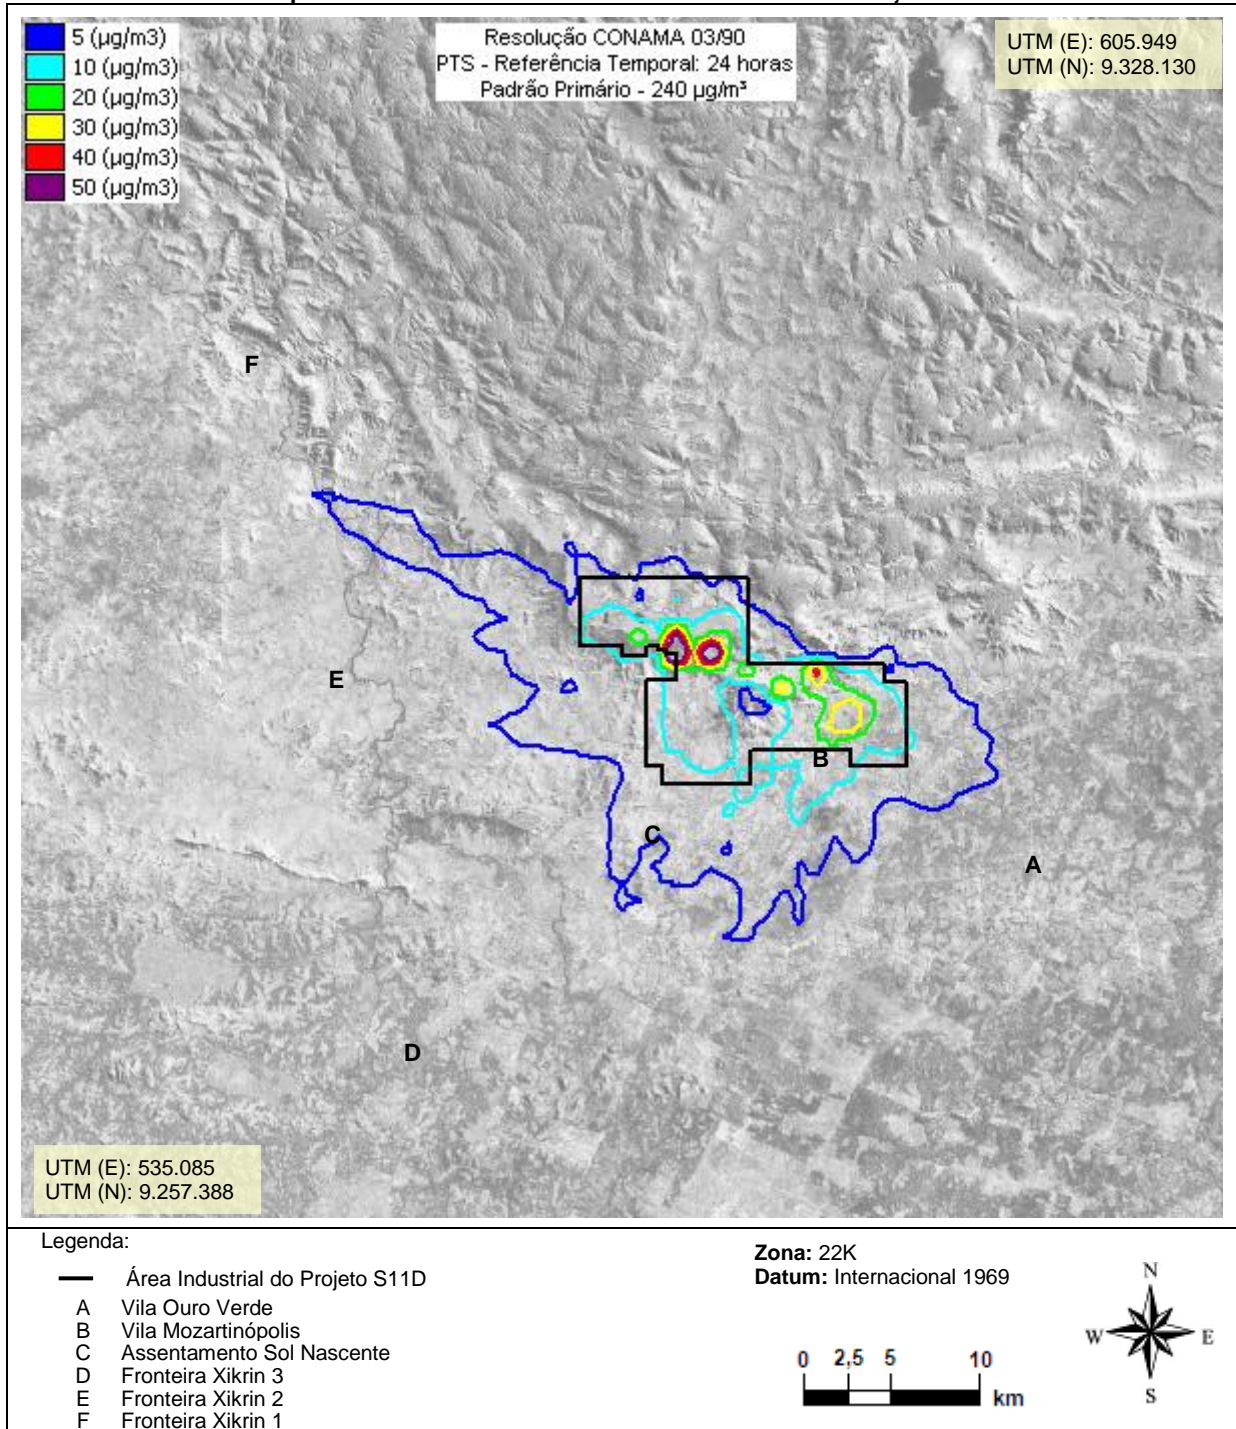 5 (µg/m3)
10 (µg/m3)
20 (µg/m3)
30 (µg/m3)
40 (µg/m3)
50 (µg/m3)
Resolução CONAMA 03/90
PTS - Referência Temporal: 24 horas
Padrão Primário - 240 µg/m³
UTM (E): 605.949
UTM (N): 9.328.130
F
E
B
C
A
D
UTM (E): 535.085
UTM (N): 9.257.388
Legenda:
Área Industrial do Projeto S11D
A Vila Ouro Verde
B Vila Mozartinópolis
C Assentamento Sol Nascente
D Fronteira Xikrin 3
E Fronteira Xikrin 2
F Fronteira Xikrin 1
Zona: 22K
Datum: Internacional 1969
0 2,5 5 10
km
N
W E
S